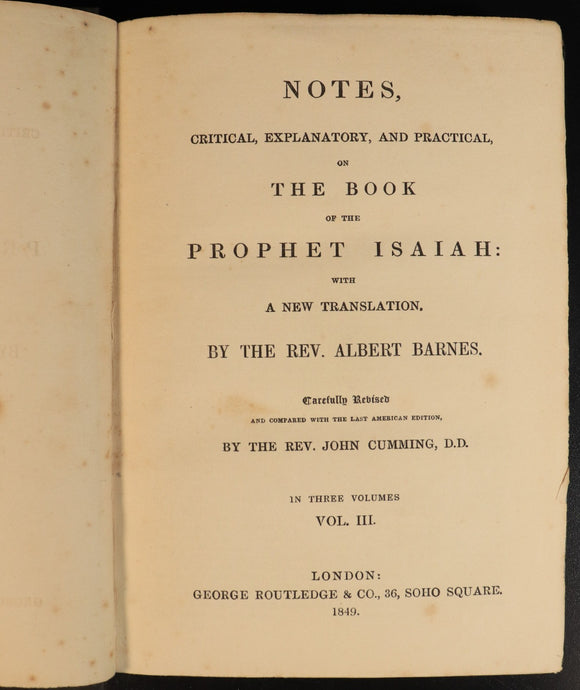 NOTES,
CRITICAL, EXPLANATORY, AND PRACTICAL,
ON
THE BOOK
OF THE
PROPHET ISAIAH:
WITH
A NEW TRANSLATION.
BY THE REV. ALBERT BARNES.
Carefully Revised
AND COMPARED WITH THE LAST AMERICAN EDITION,
BY THE REV. JOHN CUMMING, D.D.
IN THREE VOLUMES
VOL. III.
LONDON:
GEORGE ROUTLEDGE & CO., 36, SOHO SQUARE.
1849.